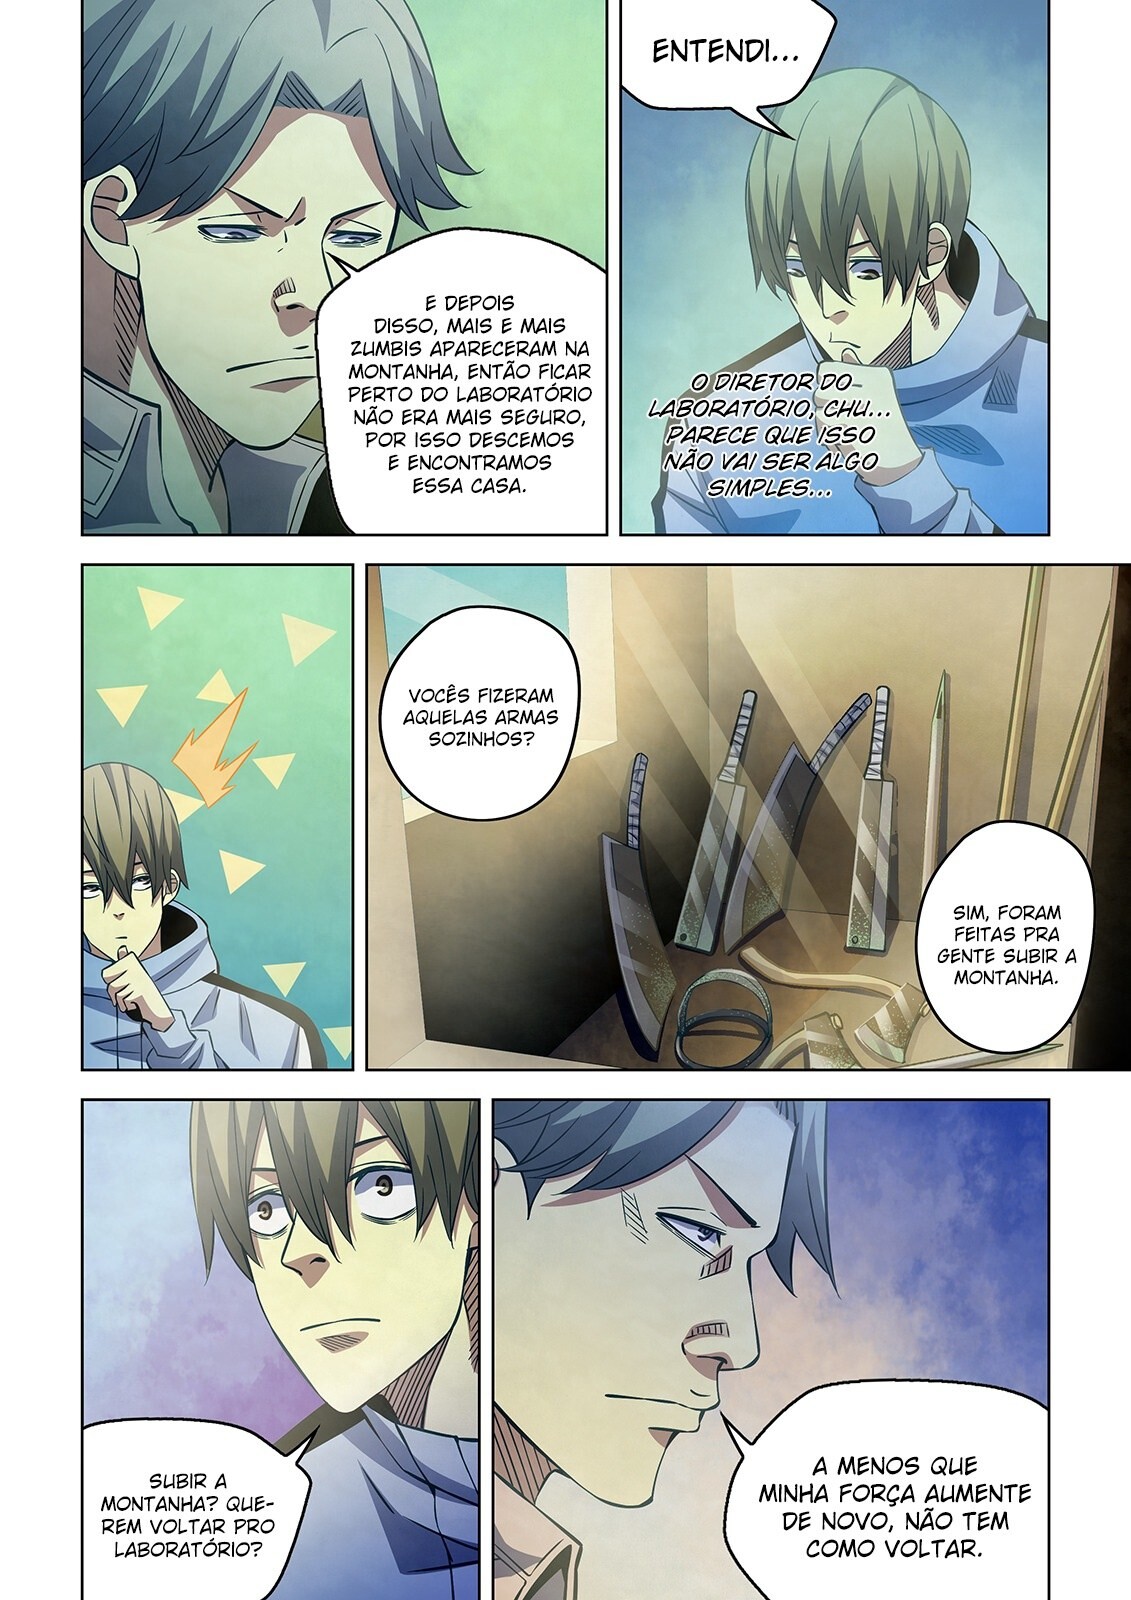 E DEPOIS
DISSO, MAIS E MAIS
ZUMBIS APARECERAM NA
MONTANHA, ENTÃO FICAR
PERTO DO LABORATÓRIO
NÃO ERA MAIS SEGURO,
POR ISSO DESCEMOS
E ENCONTRAMOS
ESSA CASA.
ENTENDI...
O DIRETOR DO
LABORATÓRIO, CHU...
PARECE QUE ISSO
NÃO VAI SER ALGO
SIMPLES...
VOCÊS FIZERAM
AQUELAS ARMAS
SOZINHOS?
SIM, FORAM
FEITAS PRA
GENTE SUBIR A
MONTANHA.
SUBIR A
MONTANHA? QUE-
REM VOLTAR PRO
LABORATÓRIO?
A MENOS QUE
MINHA FORÇA AUMENTE
DE NOVO, NÃO TEM
COMO VOLTAR.